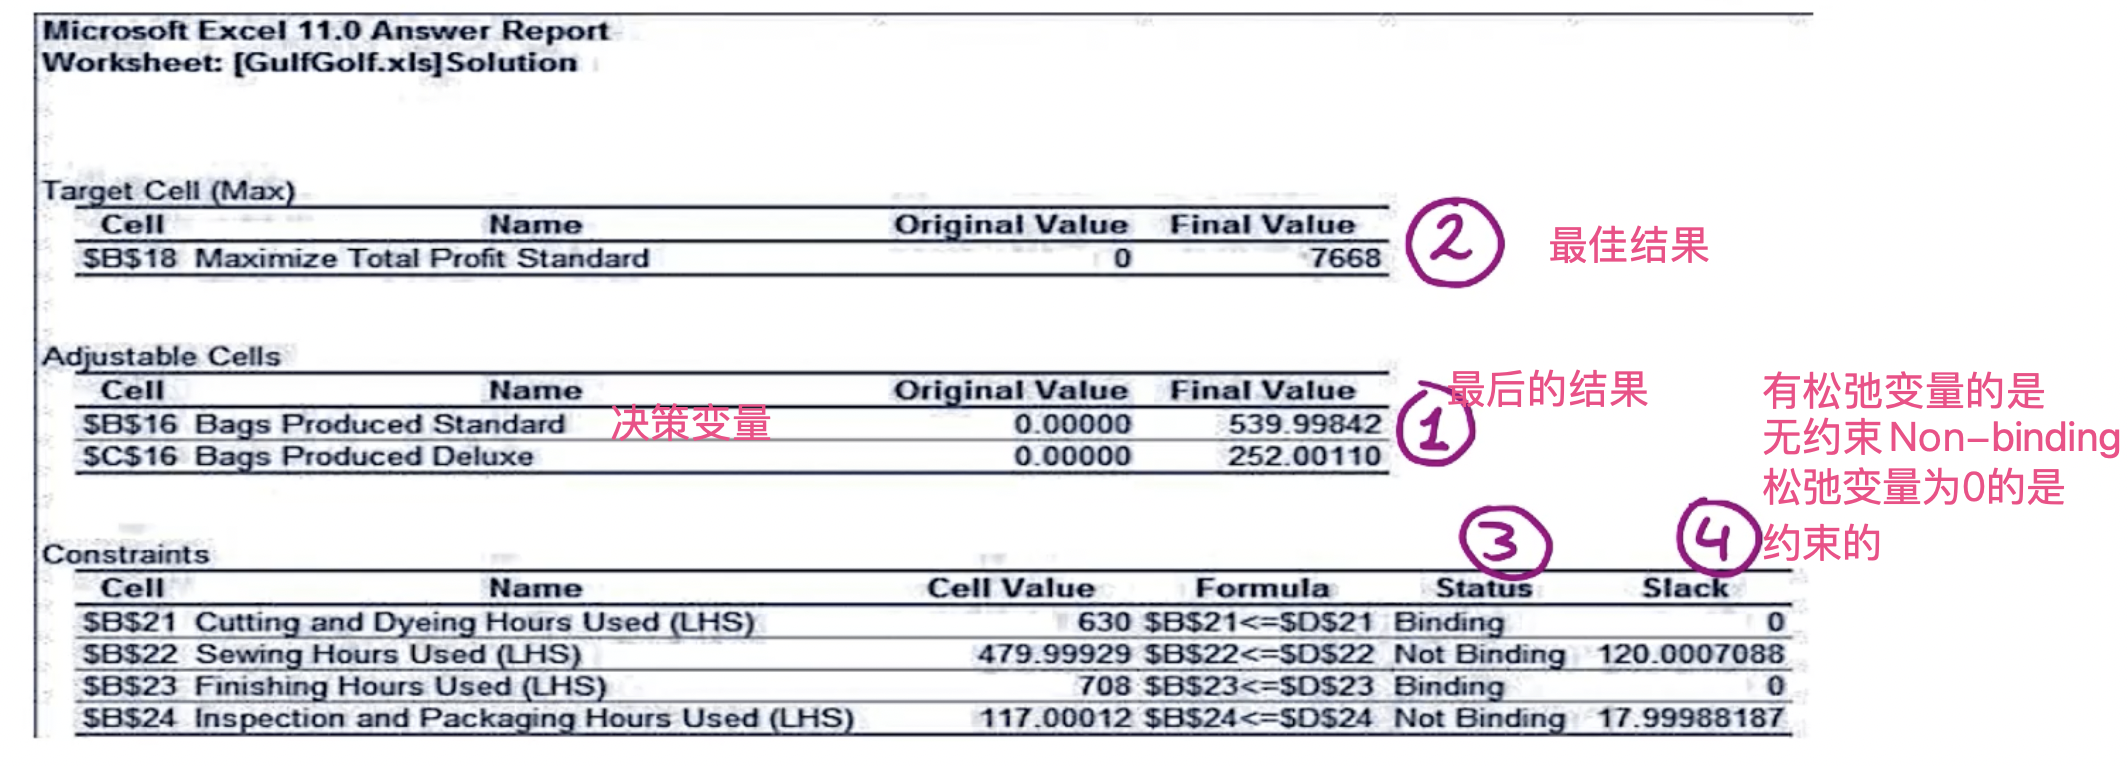 Microsoft Excel 11.0 Answer Report
Worksheet: [GulfGolf.xls]Solution
Target Cell (Max)
Cell Name Original Value Final Value
$B$18 Maximize Total Profit Standard 0 7668
② 最佳结果
Adjustable Cells
Cell Name Original Value Final Value
$B$16 Bags Produced Standard 0.00000 539.99842
$C$16 Bags Produced Deluxe 0.00000 252.00110
决策变量
① 最后的结果
有松弛变量的是
无约束 Non-binding
松弛变量为0的是
约束的
③ ④
Constraints
Cell Name Cell Value Formula Status Slack
$B$21 Cutting and Dyeing Hours Used (LHS) 630 $B$21<=$D$21 Binding 0
$B$22 Sewing Hours Used (LHS) 479.99929 $B$22<=$D$22 Not Binding 120.0007088
$B$23 Finishing Hours Used (LHS) 708 $B$23<=$D$23 Binding 0
$B$24 Inspection and Packaging Hours Used (LHS) 117.00012 $B$24<=$D$24 Not Binding 17.99988187